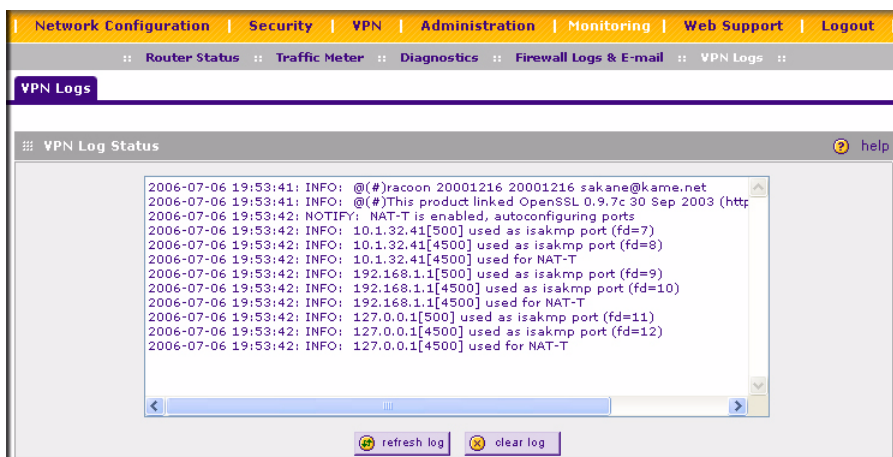 | Network Configuration | Security | VPN | Administration | Monitoring | Web Support | Logout
:: Router Status :: Traffic Meter :: Diagnostics :: Firewall Logs & E-mail :: VPN Logs ::
VPN Logs
VPN Log Status
? help
2006-07-06 19:53:41: INFO: @(#)racoon 20001216 20001216 sakane@kame.net
2006-07-06 19:53:41: INFO: @(#)This product linked OpenSSL 0.9.7c 30 Sep 2003 (http
2006-07-06 19:53:42: NOTIFY: NAT-T is enabled, autoconfiguring ports
2006-07-06 19:53:42: INFO: 10.1.32.41[500] used as isakmp port (fd=7)
2006-07-06 19:53:42: INFO: 10.1.32.41[4500] used as isakmp port (fd=8)
2006-07-06 19:53:42: INFO: 10.1.32.41[4500] used for NAT-T
2006-07-06 19:53:42: INFO: 192.168.1.1[500] used as isakmp port (fd=9)
2006-07-06 19:53:42: INFO: 192.168.1.1[4500] used as isakmp port (fd=10)
2006-07-06 19:53:42: INFO: 192.168.1.1[4500] used for NAT-T
2006-07-06 19:53:42: INFO: 127.0.0.1[500] used as isakmp port (fd=11)
2006-07-06 19:53:42: INFO: 127.0.0.1[4500] used as isakmp port (fd=12)
2006-07-06 19:53:42: INFO: 127.0.0.1[4500] used for NAT-T
refresh log
clear log